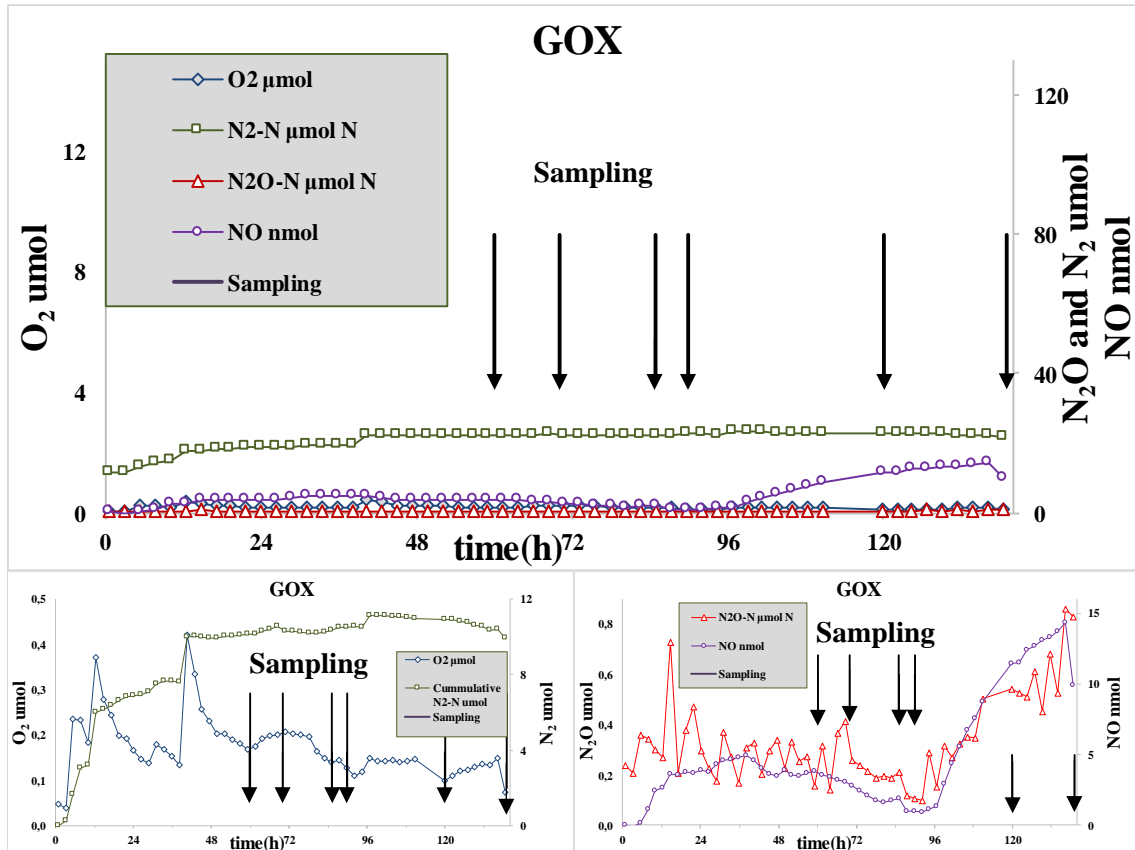 GOX
O2 µmol
N2-N µmol N
N2O-N µmol N
NO nmol
Sampling
Sampling
O2 umol
12
8
4
0
N2O and N2 umol
NO nmol
120
80
40
0
0 24 48 72 96 120
time(h)
GOX
0,5
0,4
0,3
0,2
0,1
0,0
O2 umol
12
8
4
0
N2 umol
Sampling
O2 µmol
Cummulative
N2-N umol
Sampling
0 24 48 72 96 120
time(h)
GOX
0,8
0,6
0,4
0,2
0,0
N2O umol
15
10
5
0
NO nmol
N2O-N µmol N
NO nmol
Sampling
Sampling
0 24 48 72 96 120
time(h)